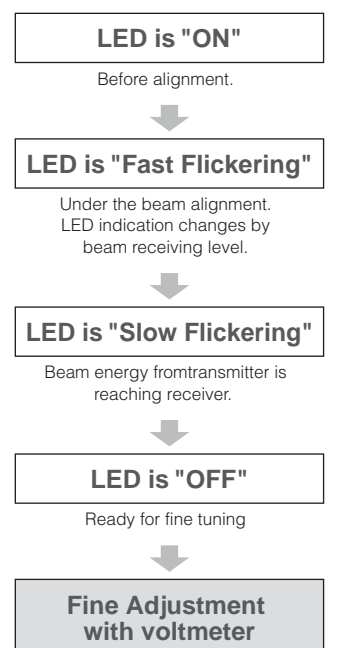 LED is "ON"
Before alignment.
LED is "Fast Flickering"
Under the beam alignment.
LED indication changes by
beam receiving level.
LED is "Slow Flickering"
Beam energy fromtransmitter is
reaching receiver.
LED is "OFF"
Ready for fine tuning
Fine Adjustment
with voltmeter